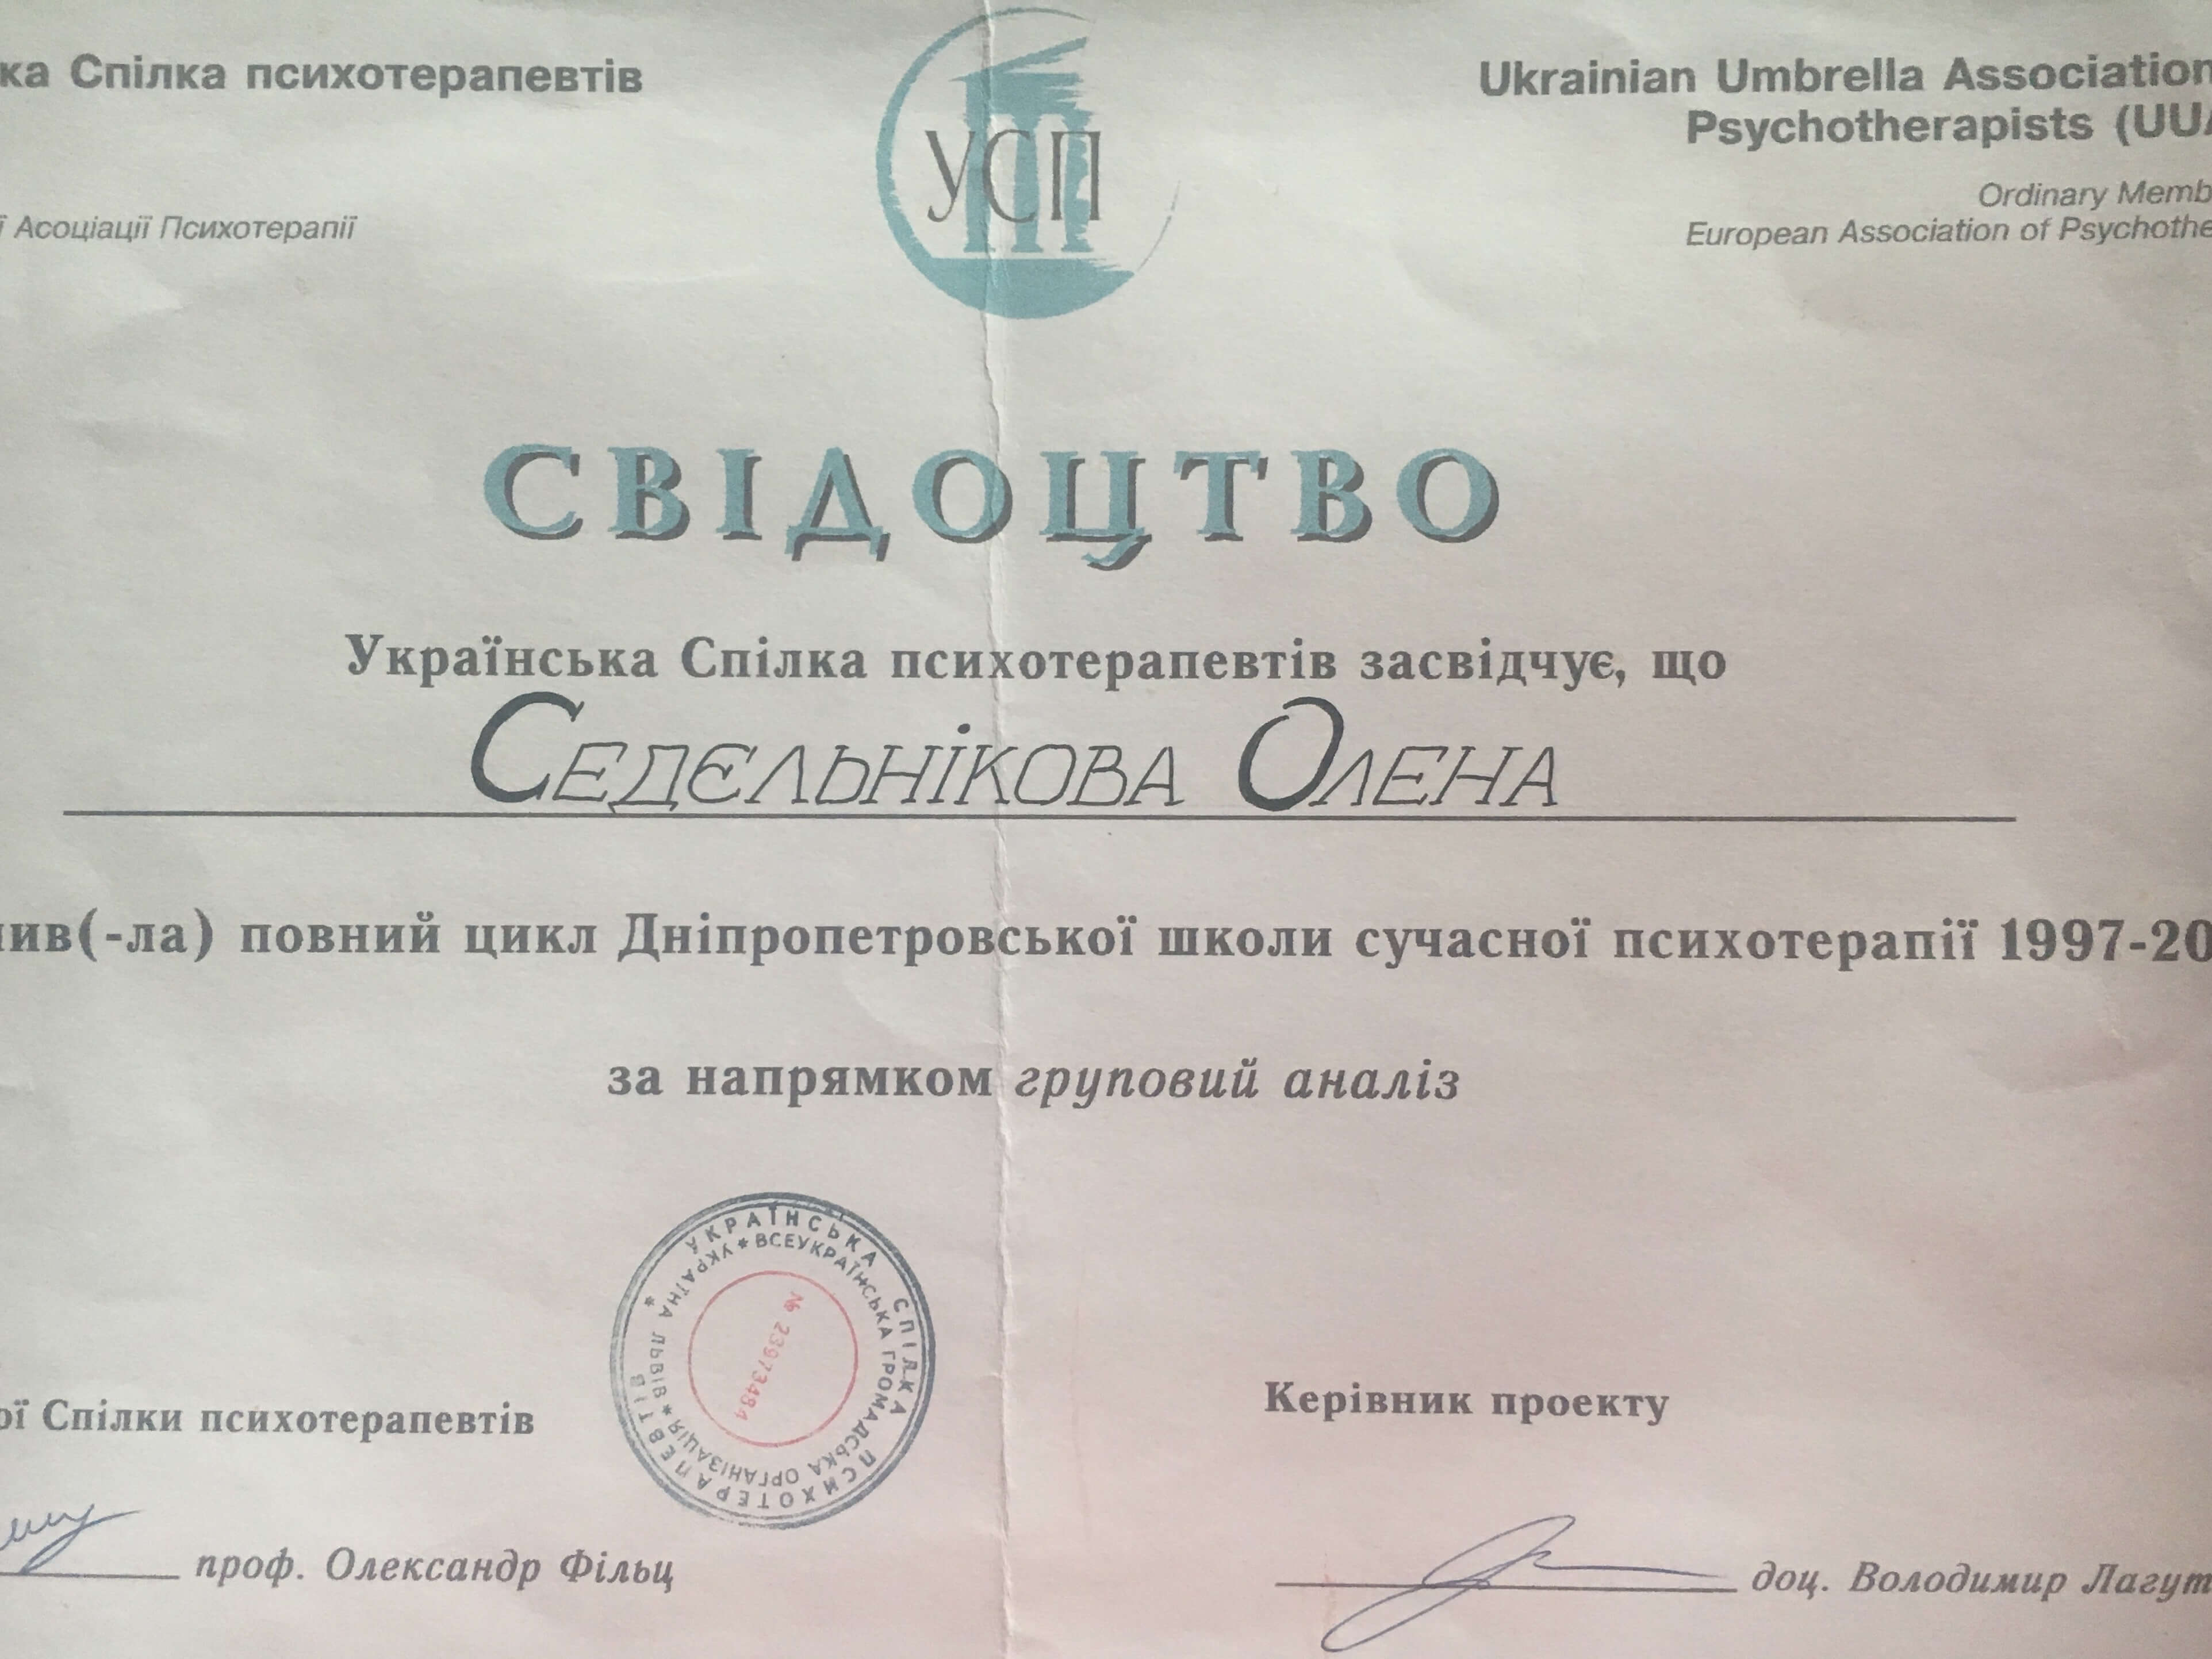 ка Спілка психотерапевтів
ї Асоціації Психотерапії
УСП
Ukrainian Umbrella Association
Psychotherapists (UUA
Ordinary Memb
European Association of Psychothe
СВІДОЦТВО
Українська Спілка психотерапевтів засвідчує, що
СЕДЄЛЬНІКОВА ОЛЕНА
ив(-ла) повний цикл Дніпропетровської школи сучасної психотерапії 1997-20
за напрямком груповий аналіз
УКРАЇНСЬКА СПІЛКА ПСИХОТЕРАПЕВТІВ
* ВСЕУКРАЇНСЬКА ГРОМАДСЬКА ОРГАНІЗАЦІЯ * ЛЬВІВ * УКРАЇНА
№ 23973484
ої Спілки психотерапевтів
Керівник проекту
проф. Олександр Фільц
доц. Володимир Лагут